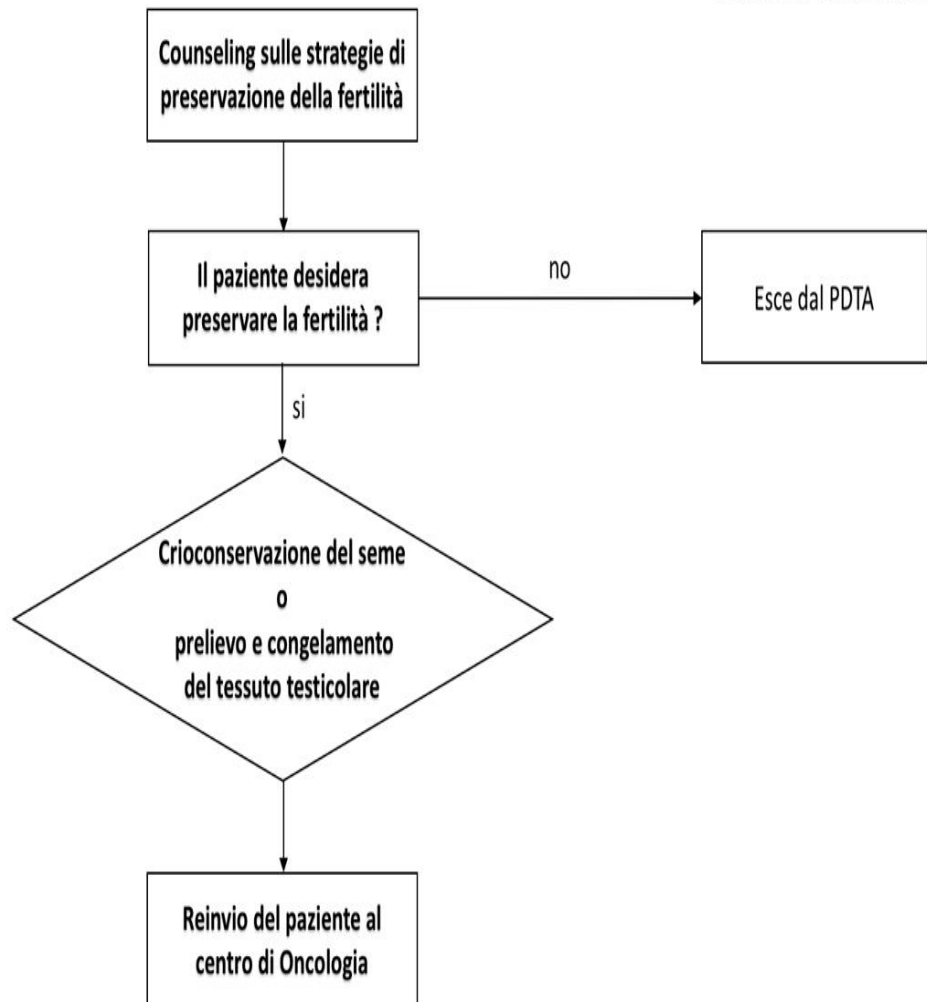 Counseling sulle strategie di
preservazione della fertilità
Il paziente desidera
preservare la fertilità ?
no
Esce dal PDTA
si
Crioconservazione del seme
o
prelievo e congelamento
del tessuto testicolare
Reinvio del paziente al
centro di Oncologia